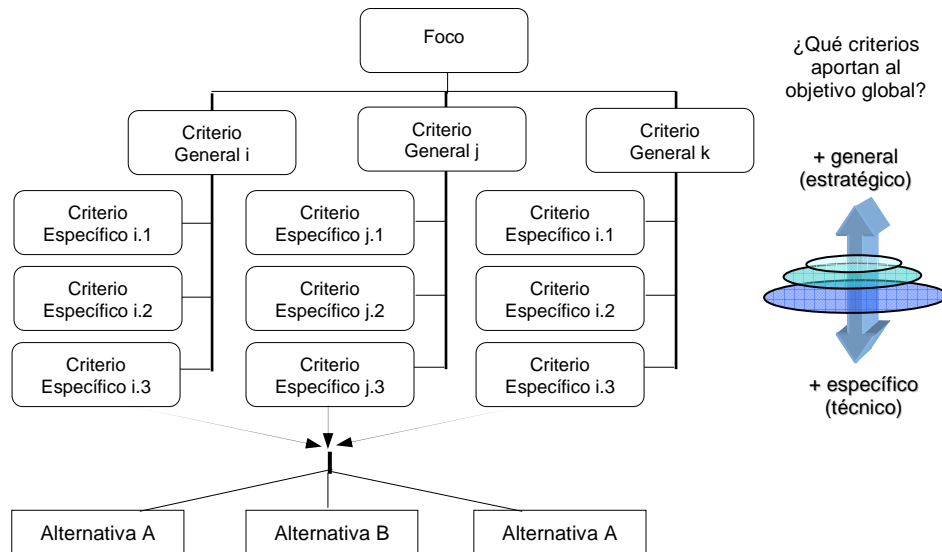 Foco
¿Qué criterios
aportan al
objetivo global?
Criterio
General i
Criterio
General j
Criterio
General k
+ general
(estratégico)
Criterio
Específico i.1
Criterio
Específico j.1
Criterio
Específico i.1
Criterio
Específico i.2
Criterio
Específico j.2
Criterio
Específico i.2
Criterio
Específico i.3
Criterio
Específico j.3
Criterio
Específico i.3
+ específico
(técnico)
Alternativa A
Alternativa B
Alternativa A